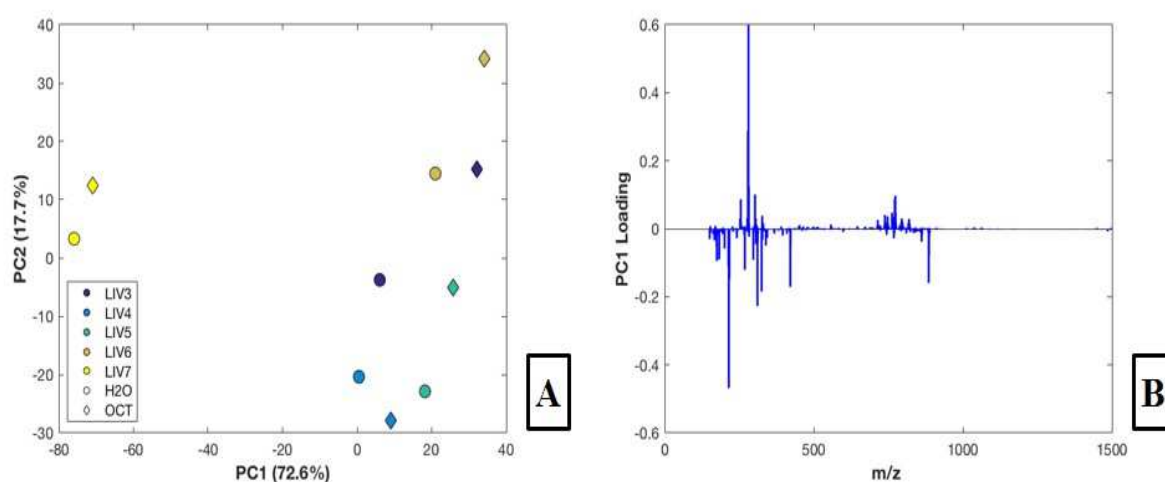 40
30
20
10
0
-10
-20
-30
-80
-60
-40
-20
0
20
40
PC2 (17.7%)
PC1 (72.6%)
LIV3
LIV4
LIV5
LIV6
LIV7
H2O
OCT
A
0.6
0.4
0.2
0
-0.2
-0.4
-0.6
0
500
1000
1500
PC1 Loading
m/z
B